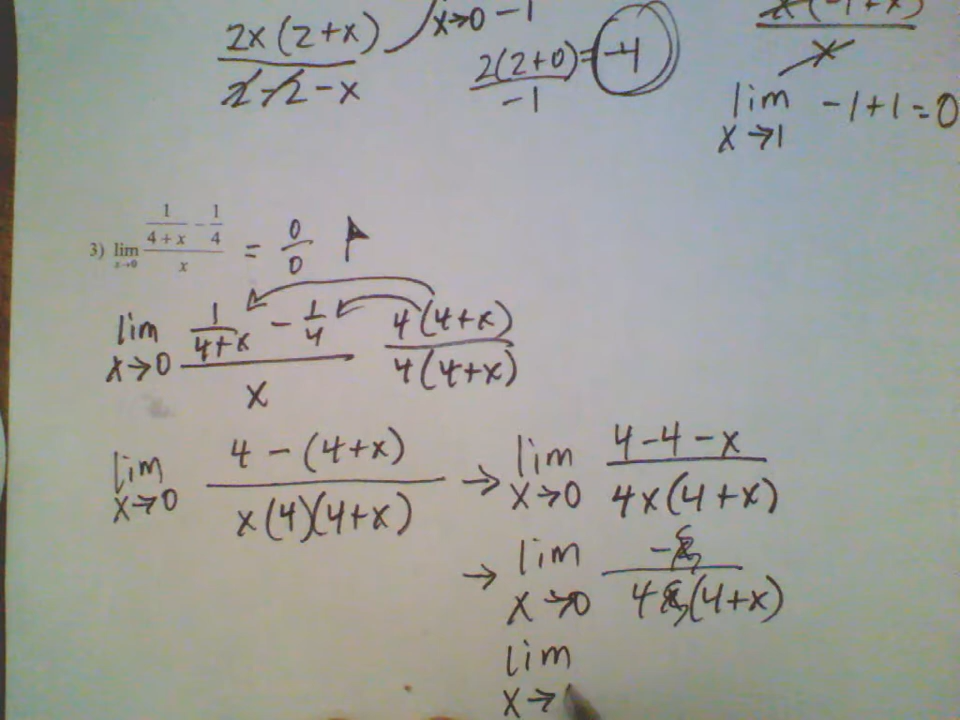 2x(2+x) / 2-2-x
x→0 -1
2(2+0) / -1 = -4
x(-1+x) / x
lim x→1 -1+1=0
3) lim x→0 (1/(4+x) - 1/4) / x = 0/0
lim x→0 (1/(4+x) - 1/4) / x 4(4+x) / 4(4+x)
lim x→0 4-(4+x) / x(4)(4+x) → lim x→0 4-4-x / 4x(4+x)
→ lim x→0 -x / 4x(4+x)
lim x→